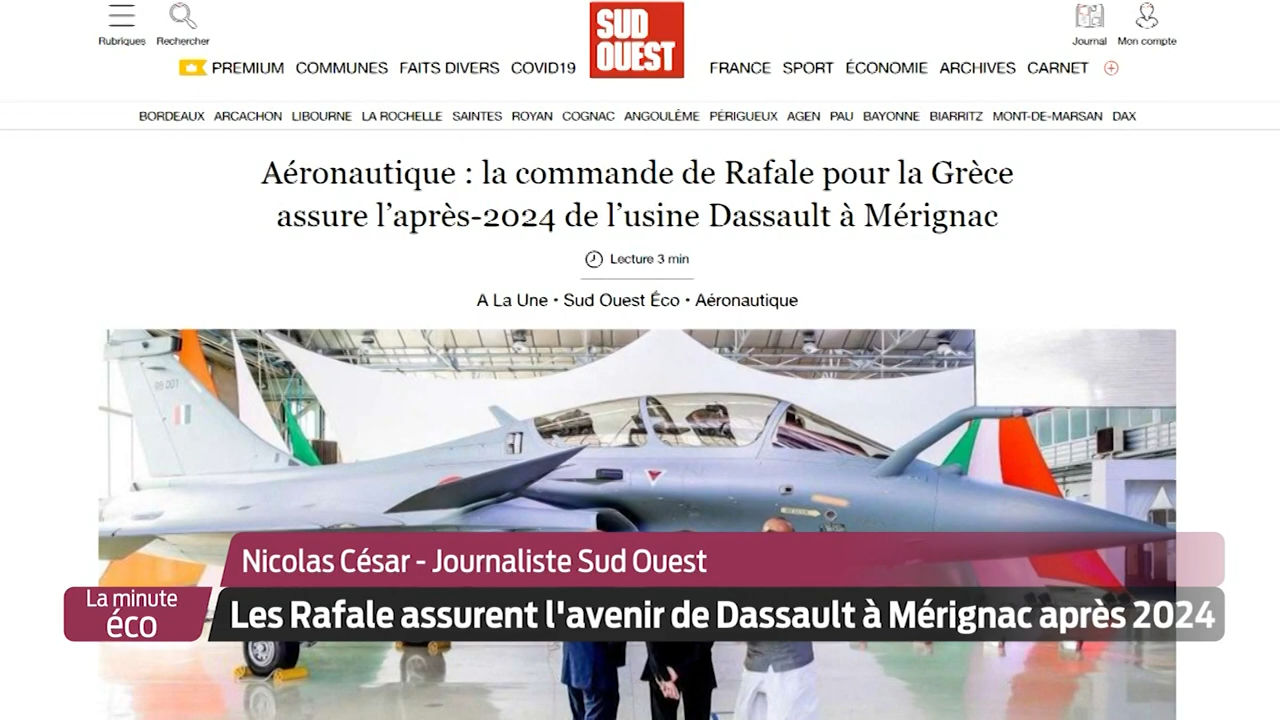 Rubriques
Rechercher
SUD
OUEST
Journal
Mon compte
PREMIUM COMMUNES FAITS DIVERS COVID19
FRANCE SPORT ÉCONOMIE ARCHIVES CARNET
BORDEAUX ARCACHON LIBOURNE LA ROCHELLE SAINTES ROYAN COGNAC ANGOULÊME PÉRIGUEUX AGEN PAU BAYONNE BIARRITZ MONT-DE-MARSAN DAX
Aéronautique : la commande de Rafale pour la Grèce
assure l’après-2024 de l’usine Dassault à Mérignac
Lecture 3 min
A La Une • Sud Ouest Éco • Aéronautique
Nicolas César - Journaliste Sud Ouest
La minute
éco
Les Rafale assurent l'avenir de Dassault à Mérignac après 2024